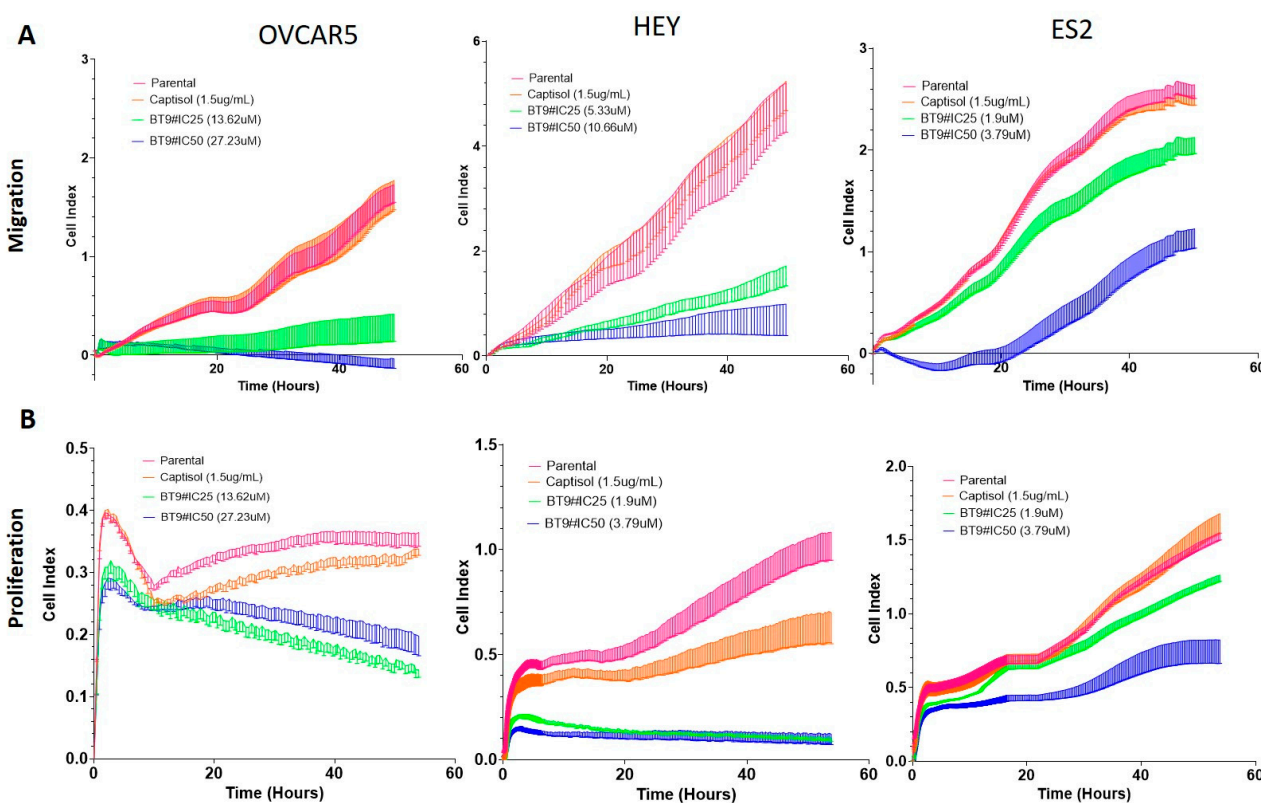 A
OVCAR5
HEY
ES2
Migration
Cell Index
3
2
1
0
Parental
Captisol (1.5ug/mL)
BT9#IC25 (13.62uM)
BT9#IC50 (27.23uM)
20
40
60
Time (Hours)
Cell Index
6
4
2
0
Parental
Captisol (1.5ug/mL)
BT9#IC25 (5.33uM)
BT9#IC50 (10.66uM)
20
40
60
Time (Hours)
Cell Index
3
2
1
0
Parental
Captisol (1.5ug/mL)
BT9#IC25 (1.9uM)
BT9#IC50 (3.79uM)
20
40
60
Time (Hours)
B
Proliferation
Cell Index
0.5
0.4
0.3
0.2
0.1
0.0
Parental
Captisol (1.5ug/mL)
BT9#IC25 (13.62uM)
BT9#IC50 (27.23uM)
0
20
40
60
Time (Hours)
Cell Index
1.5
1.0
0.5
0.0
Parental
Captisol (1.5ug/mL)
BT9#IC25 (1.9uM)
BT9#IC50 (3.79uM)
0
20
40
60
Time (Hours)
Cell Index
2.0
1.5
1.0
0.5
0.0
Parental
Captisol (1.5ug/mL)
BT9#IC25 (1.9uM)
BT9#IC50 (3.79uM)
0
20
40
60
Time (Hours)